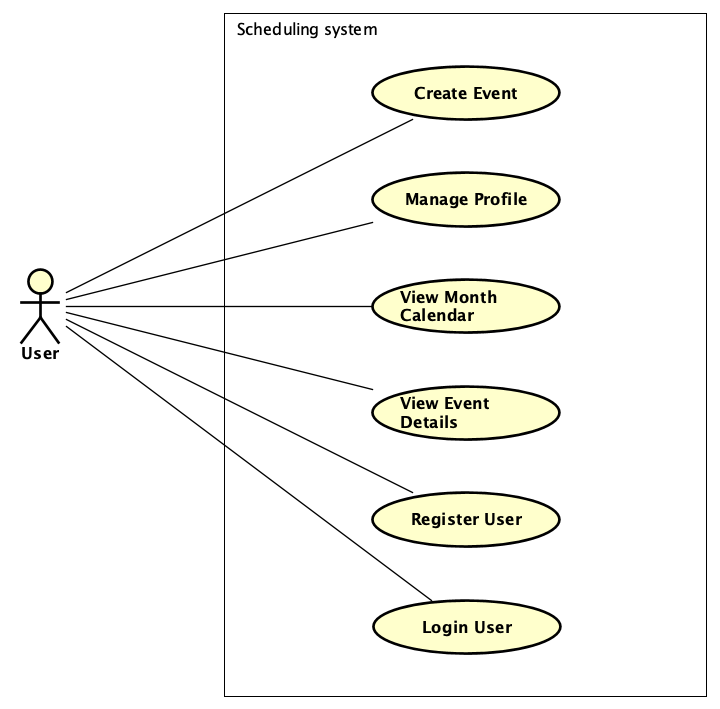 Scheduling system
Create Event
Manage Profile
View Month
Calendar
User
View Event
Details
Register User
Login User